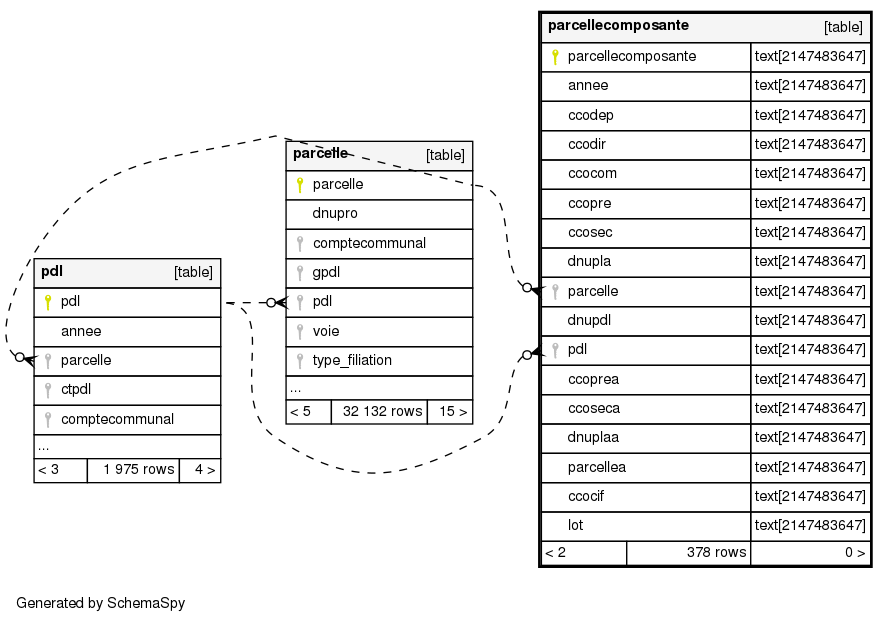 pdl [table]
pdl
annee
parcelle
ctpdl
comptecommunal
...
< 3 1 975 rows 4 >
parcelle [table]
parcelle
dnupro
comptecommunal
gpdl
pdl
voie
type_filiation
...
< 5 32 132 rows 15 >
parcellecomposante [table]
parcellecomposante text[2147483647]
annee text[2147483647]
ccodep text[2147483647]
ccodir text[2147483647]
ccocom text[2147483647]
ccopre text[2147483647]
ccosec text[2147483647]
dnupla text[2147483647]
parcelle text[2147483647]
dnupdl text[2147483647]
pdl text[2147483647]
ccoprea text[2147483647]
ccoseca text[2147483647]
dnuplaa text[2147483647]
parcellea text[2147483647]
ccocif text[2147483647]
lot text[2147483647]
< 2 378 rows 0 >
Generated by SchemaSpy